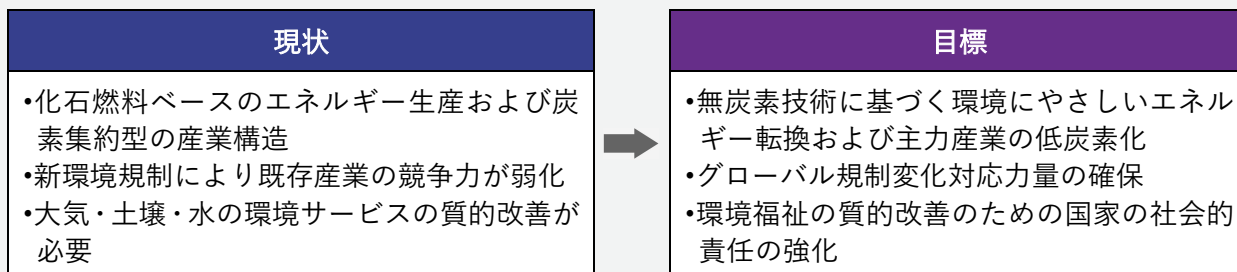 現状
•化石燃料ベースのエネルギー生産および炭
素集約型の産業構造
•新環境規制により既存産業の競争力が弱化
•大気・土壌・水の環境サービスの質的改善が
必要
目標
•無炭素技術に基づく環境にやさしいエネル
ギー転換および主力産業の低炭素化
•グローバル規制変化対応力量の確保
•環境福祉の質的改善のための国家の社会的
責任の強化